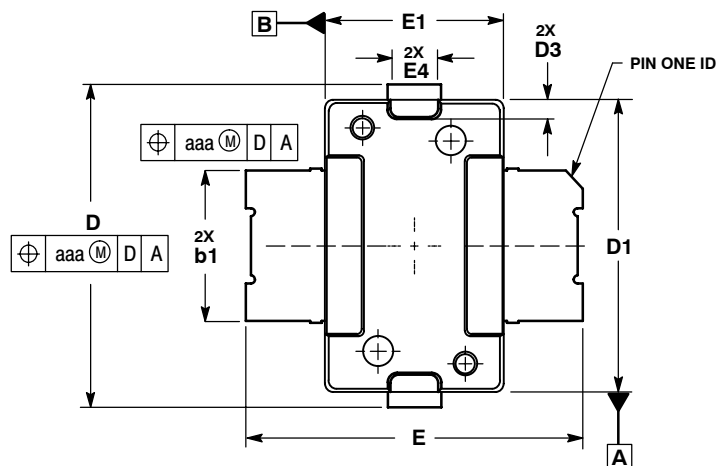 B
E1
2X
E4
2X
D3
PIN ONE ID
⌖ aaa Ⓜ D A
D
⌖ aaa Ⓜ D A
2X
b1
D1
E
A